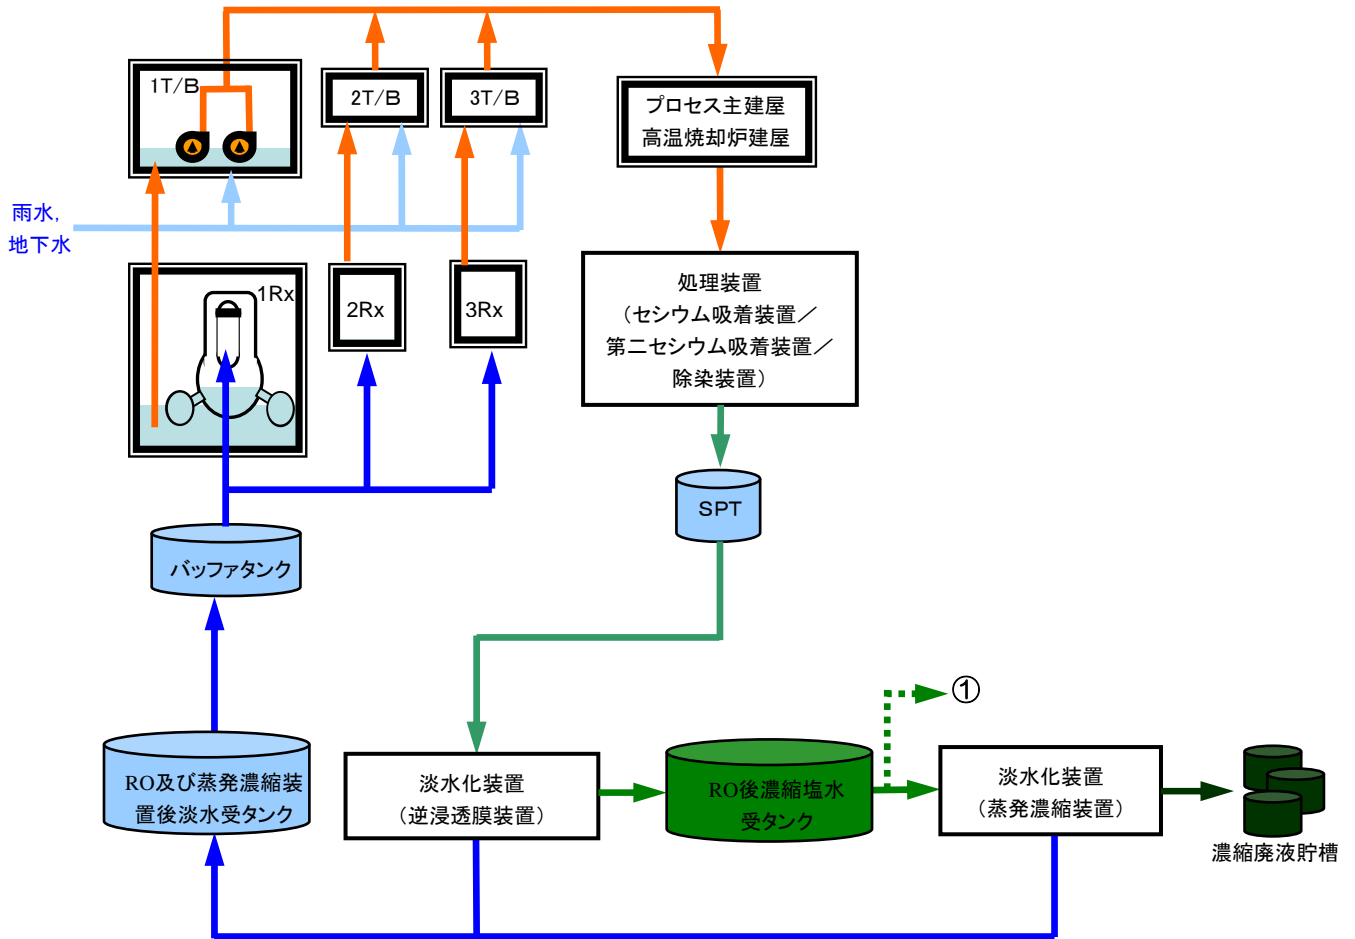 1T/B
2T/B
3T/B
プロセス主建屋
高温焼却炉建屋
雨水,
地下水
1Rx
2Rx
3Rx
処理装置
(セシウム吸着装置/
第二セシウム吸着装置/
除染装置)
SPT
バッファタンク
①
RO及び蒸発濃縮装
置後淡水受タンク
淡水化装置
(逆浸透膜装置)
RO後濃縮塩水
受タンク
淡水化装置
(蒸発濃縮装置)
濃縮廃液貯槽